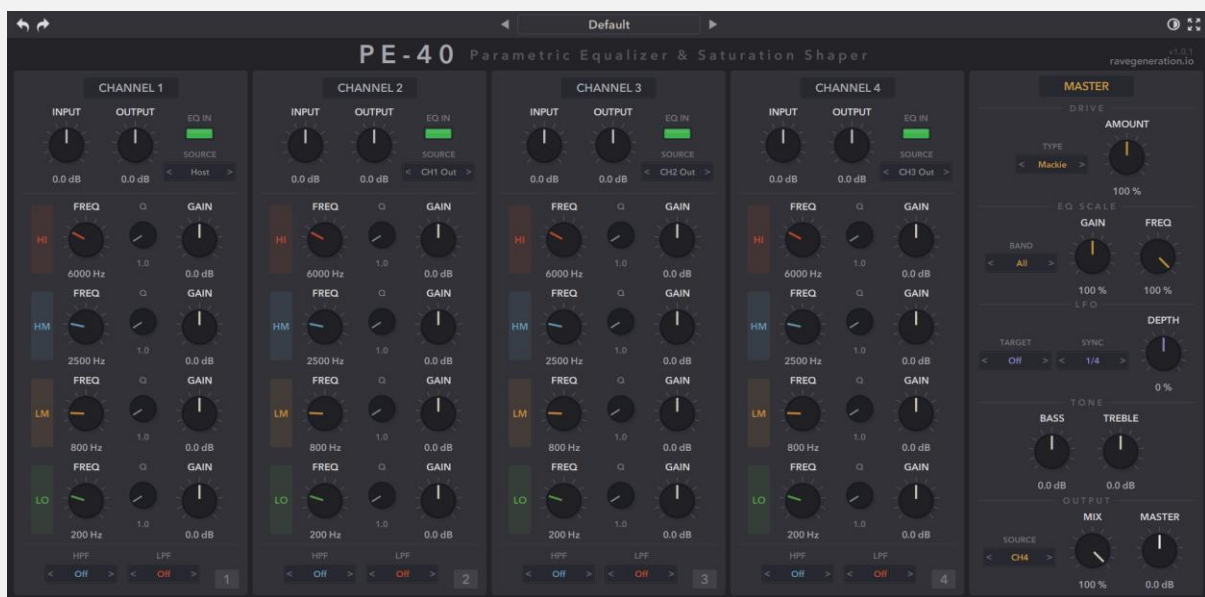 Default
PE-40 Parametric Equalizer & Saturation Shaper
v1.0.1
ravegeneration.io
CHANNEL 1
INPUT OUTPUT EQ IN
SOURCE
0.0 dB 0.0 dB < Host >
FREQ Q GAIN
HI
6000 Hz 1.0 0.0 dB
FREQ Q GAIN
HM
2500 Hz 1.0 0.0 dB
FREQ Q GAIN
LM
800 Hz 1.0 0.0 dB
FREQ Q GAIN
LO
200 Hz 1.0 0.0 dB
HPF LPF
< Off > < Off > 1
CHANNEL 2
INPUT OUTPUT EQ IN
SOURCE
0.0 dB 0.0 dB < CH1 Out >
FREQ Q GAIN
HI
6000 Hz 1.0 0.0 dB
FREQ Q GAIN
HM
2500 Hz 1.0 0.0 dB
FREQ Q GAIN
LM
800 Hz 1.0 0.0 dB
FREQ Q GAIN
LO
200 Hz 1.0 0.0 dB
HPF LPF
< Off > < Off > 2
CHANNEL 3
INPUT OUTPUT EQ IN
SOURCE
0.0 dB 0.0 dB < CH2 Out >
FREQ Q GAIN
HI
6000 Hz 1.0 0.0 dB
FREQ Q GAIN
HM
2500 Hz 1.0 0.0 dB
FREQ Q GAIN
LM
800 Hz 1.0 0.0 dB
FREQ Q GAIN
LO
200 Hz 1.0 0.0 dB
HPF LPF
< Off > < Off > 3
CHANNEL 4
INPUT OUTPUT EQ IN
SOURCE
0.0 dB 0.0 dB < CH3 Out >
FREQ Q GAIN
HI
6000 Hz 1.0 0.0 dB
FREQ Q GAIN
HM
2500 Hz 1.0 0.0 dB
FREQ Q GAIN
LM
800 Hz 1.0 0.0 dB
FREQ Q GAIN
LO
200 Hz 1.0 0.0 dB
HPF LPF
< Off > < Off > 4
MASTER
DRIVE
AMOUNT
TYPE
< Mackie >
100 %
EQ SCALE
GAIN FREQ
BAND
< All >
100 % 100 %
LFO
DEPTH
TARGET SYNC
< Off > < 1/4 >
0 %
TONE
BASS TREBLE
0.0 dB 0.0 dB
OUTPUT
MIX MASTER
SOURCE
< CH4 >
100 % 0.0 dB